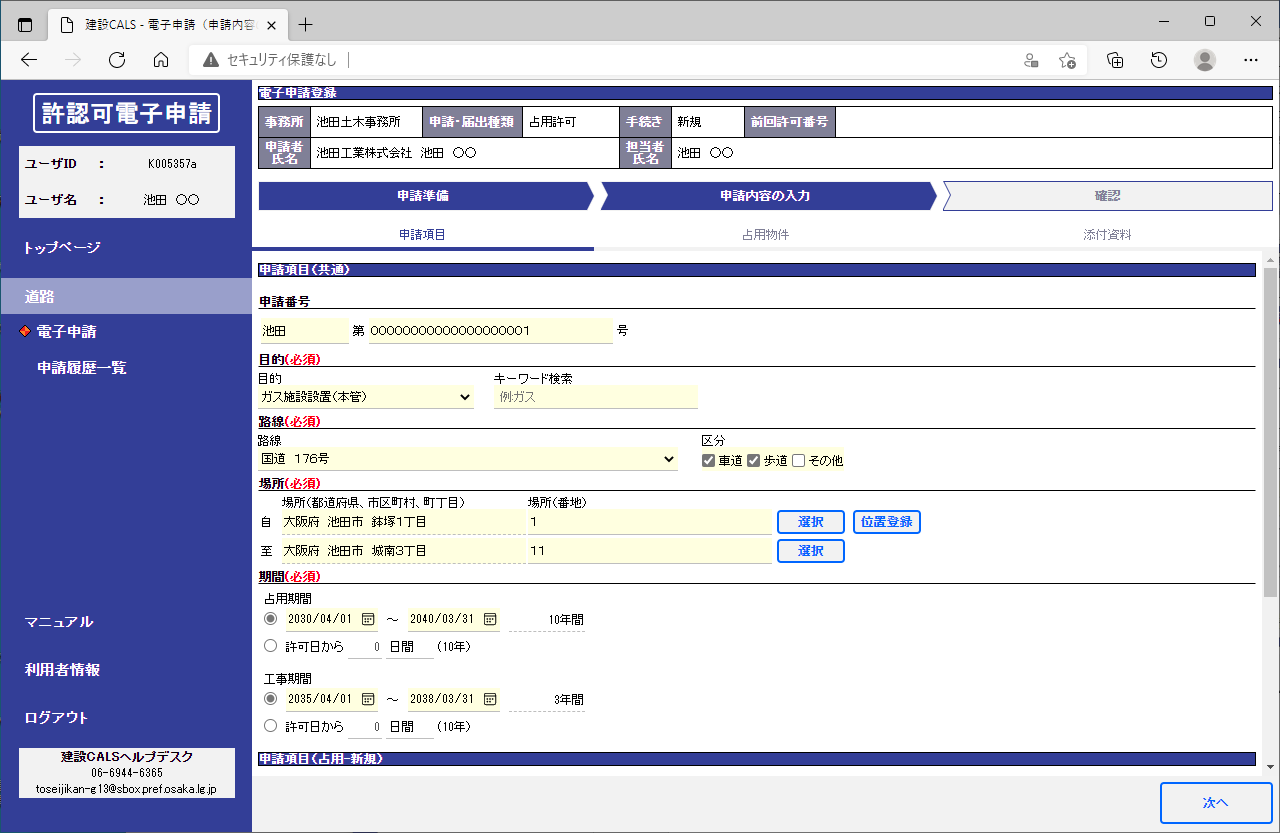 建設CALS - 電子申請（申請内容
セキュリティ保護なし
許認可電子申請
ユーザID ： K005357a
ユーザ名 ： 池田 〇〇
トップページ
道路
電子申請
申請履歴一覧
マニュアル
利用者情報
ログアウト
建設CALSヘルプデスク
06-6944-6365
toseijikan-g13@sbox.pref.osaka.lg.jp
電子申請登録
事務所 池田土木事務所 申請・届出種類 占用許可 手続き 新規 前回許可番号
申請者氏名 池田工業株式会社 池田 〇〇 担当者氏名 池田 〇〇
申請準備 申請内容の入力 確認
申請項目 占用物件 添付資料
申請項目(共通)
申請番号
池田 第 00000000000000000001 号
目的(必須)
目的 キーワード検索
ガス施設設置(本管) 例:ガス
路線(必須)
路線 区分
国道 176号 車道 歩道 その他
場所(必須)
場所(都道府県、市区町村、町丁目) 場所(番地)
自 大阪府 池田市 鉢塚1丁目 1 選択 位置登録
至 大阪府 池田市 城南3丁目 11 選択
期間(必須)
占用期間
2030/04/01 ～ 2040/03/31 10年間
許可日から 0 日間 (10年)
工事期間
2035/04/01 ～ 2038/03/31 3年間
許可日から 0 日間 (10年)
申請項目(占用-新規)
次へ